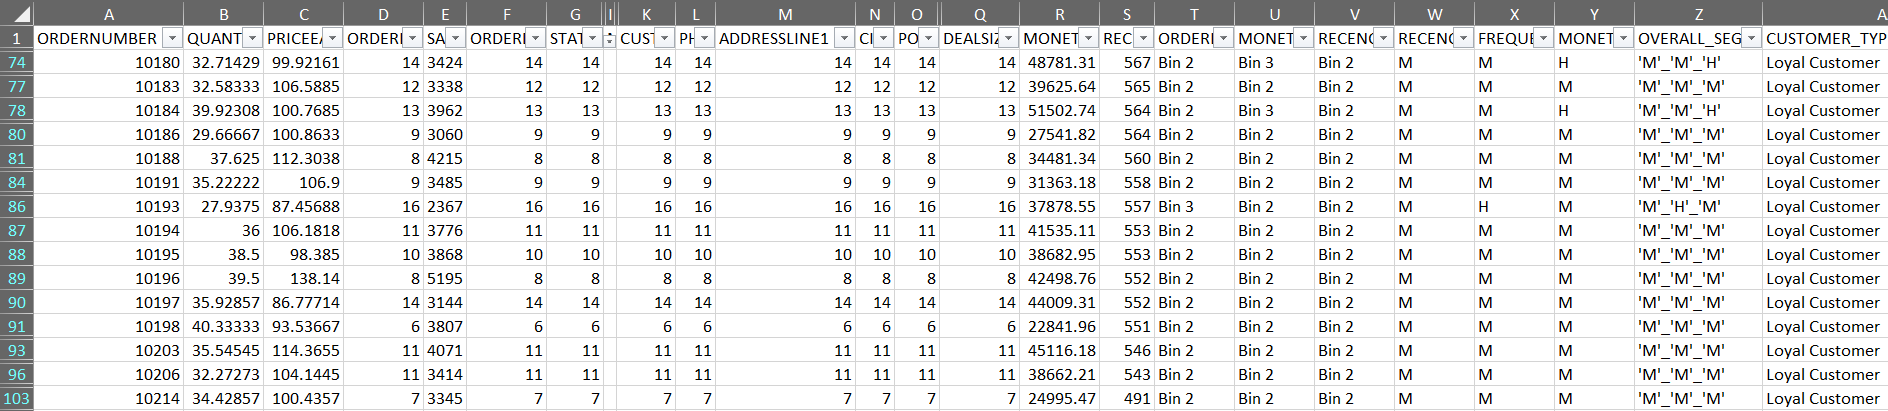 A B C D E F G I K L M N O Q R S T U V W X Y Z A
1 ORDERNUMBER QUANT PRICEEA ORDERI SA ORDERI STAT CUST PH ADDRESSLINE1 CI PO DEALSIZ MONET REC ORDERI MONET RECENC RECENC FREQUE MONET OVERALL_SEG CUSTOMER_TYP
74 10180 32.71429 99.92161 14 3424 14 14 14 14 14 14 14 14 48781.31 567 Bin 2 Bin 3 Bin 2 M M H 'M'_'M'_'H' Loyal Customer
77 10183 32.58333 106.5885 12 3338 12 12 12 12 12 12 12 12 39625.64 565 Bin 2 Bin 2 Bin 2 M M M 'M'_'M'_'M' Loyal Customer
78 10184 39.92308 100.7685 13 3962 13 13 13 13 13 13 13 13 51502.74 564 Bin 2 Bin 3 Bin 2 M M H 'M'_'M'_'H' Loyal Customer
80 10186 29.66667 100.8633 9 3060 9 9 9 9 9 9 9 9 27541.82 564 Bin 2 Bin 2 Bin 2 M M M 'M'_'M'_'M' Loyal Customer
81 10188 37.625 112.3038 8 4215 8 8 8 8 8 8 8 8 34481.34 560 Bin 2 Bin 2 Bin 2 M M M 'M'_'M'_'M' Loyal Customer
84 10191 35.22222 106.9 9 3485 9 9 9 9 9 9 9 9 31363.18 558 Bin 2 Bin 2 Bin 2 M M M 'M'_'M'_'M' Loyal Customer
86 10193 27.9375 87.45688 16 2367 16 16 16 16 16 16 16 16 37878.55 557 Bin 3 Bin 2 Bin 2 M H M 'M'_'H'_'M' Loyal Customer
87 10194 36 106.1818 11 3776 11 11 11 11 11 11 11 11 41535.11 553 Bin 2 Bin 2 Bin 2 M M M 'M'_'M'_'M' Loyal Customer
88 10195 38.5 98.385 10 3868 10 10 10 10 10 10 10 10 38682.95 553 Bin 2 Bin 2 Bin 2 M M M 'M'_'M'_'M' Loyal Customer
89 10196 39.5 138.14 8 5195 8 8 8 8 8 8 8 8 42498.76 552 Bin 2 Bin 2 Bin 2 M M M 'M'_'M'_'M' Loyal Customer
90 10197 35.92857 86.77714 14 3144 14 14 14 14 14 14 14 14 44009.31 552 Bin 2 Bin 2 Bin 2 M M M 'M'_'M'_'M' Loyal Customer
91 10198 40.33333 93.53667 6 3807 6 6 6 6 6 6 6 6 22841.96 551 Bin 2 Bin 2 Bin 2 M M M 'M'_'M'_'M' Loyal Customer
93 10203 35.54545 114.3655 11 4071 11 11 11 11 11 11 11 11 45116.18 546 Bin 2 Bin 2 Bin 2 M M M 'M'_'M'_'M' Loyal Customer
96 10206 32.27273 104.1445 11 3414 11 11 11 11 11 11 11 11 38662.21 543 Bin 2 Bin 2 Bin 2 M M M 'M'_'M'_'M' Loyal Customer
103 10214 34.42857 100.4357 7 3345 7 7 7 7 7 7 7 7 24995.47 491 Bin 2 Bin 2 Bin 2 M M M 'M'_'M'_'M' Loyal Customer